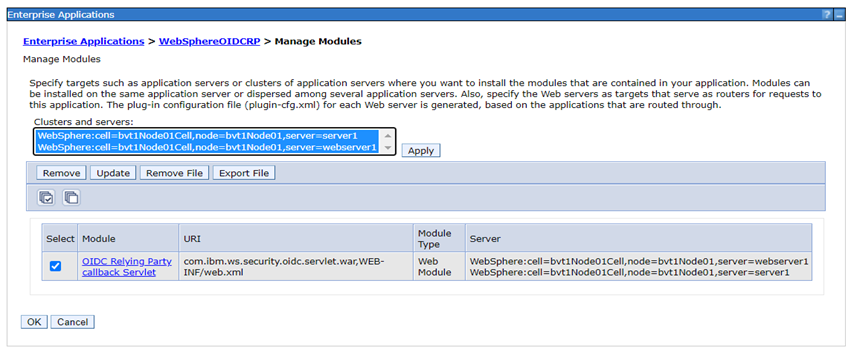 Enterprise Applications
?
Enterprise Applications > WebSphereOIDCRP > Manage Modules
Manage Modules
Specify targets such as application servers or clusters of application servers where you want to install the modules that are contained in your application. Modules can
be installed on the same application server or dispersed among several application servers. Also, specify the Web servers as targets that serve as routers for requests to
this application. The plug-in configuration file (plugin-cfg.xml) for each Web server is generated, based on the applications that are routed through.
Clusters and servers:
WebSphere:cell=bvt1Node01Cell,node=bvt1Node01,server=server1
WebSphere:cell=bvt1Node01Cell,node=bvt1Node01,server=webserver1
Apply
Remove Update Remove File Export File
Select Module URI Module Type Server
OIDC Relying Party com.ibm.ws.security.oidc.servlet.war,WEB- Web WebSphere:cell=bvt1Node01Cell,node=bvt1Node01,server=webserver1
callback Servlet INF/web.xml Module WebSphere:cell=bvt1Node01Cell,node=bvt1Node01,server=server1
OK Cancel